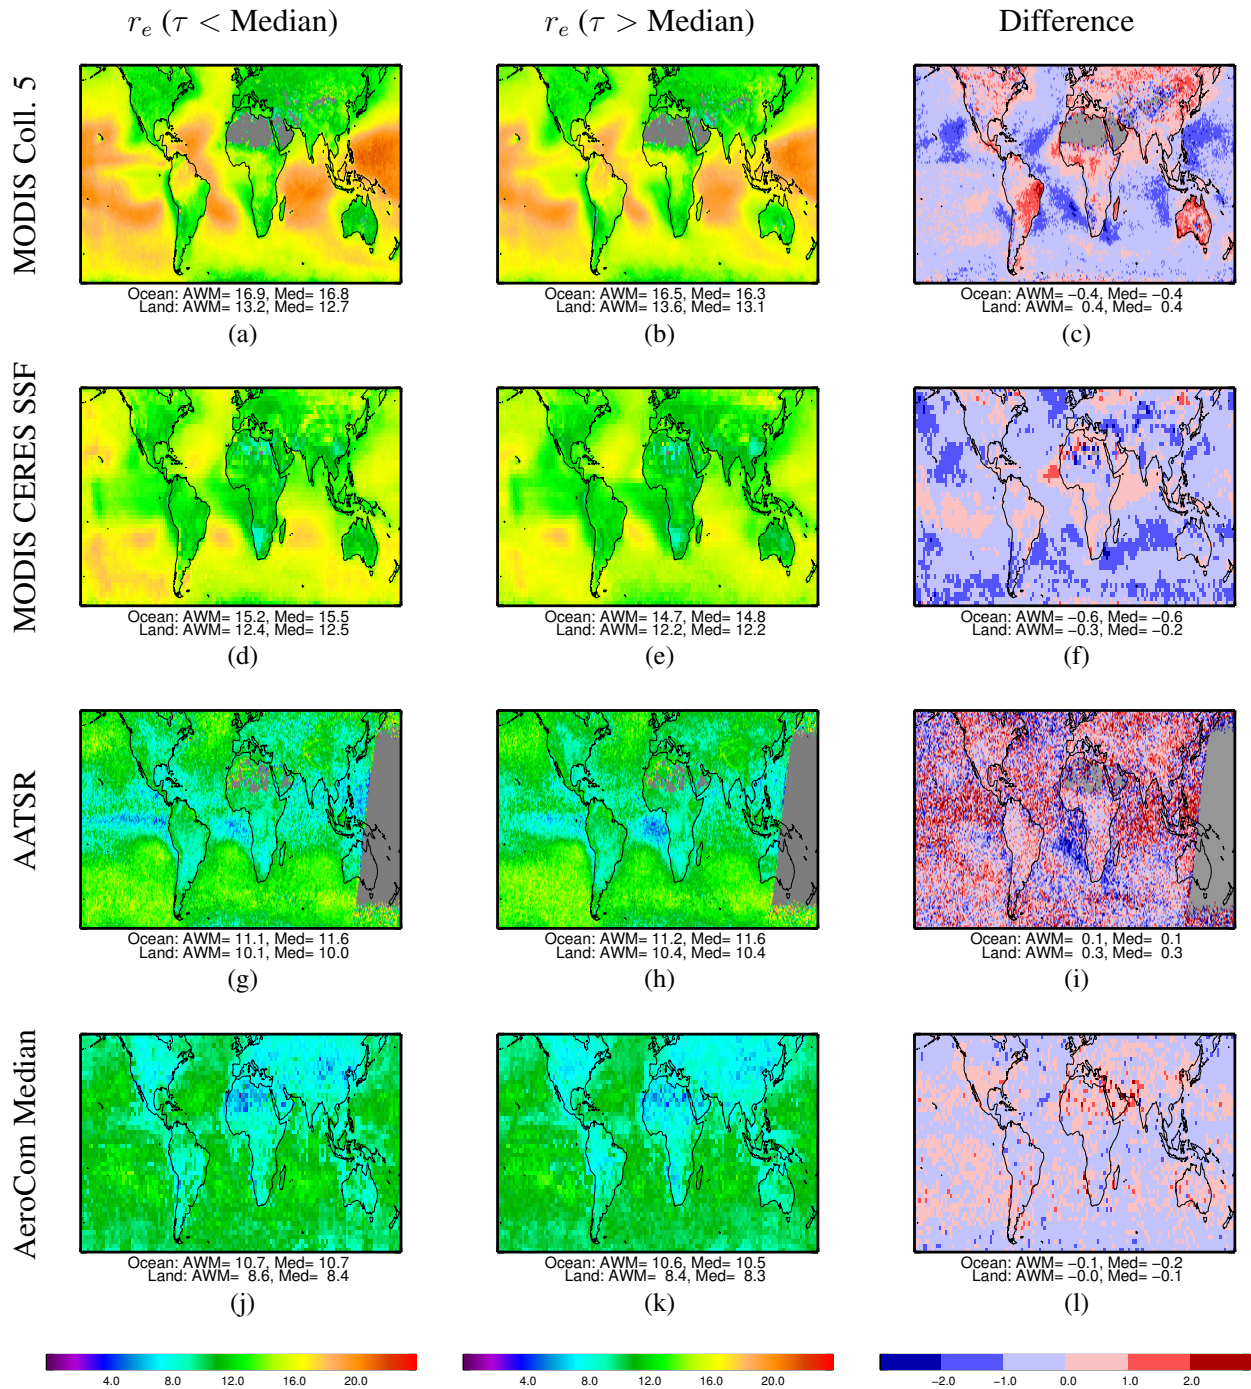 r_e (τ < Median)
r_e (τ > Median)
Difference
MODIS Coll. 5
Ocean: AWM= 16.9, Med= 16.8
Land: AWM= 13.2, Med= 12.7
(a)
Ocean: AWM= 16.5, Med= 16.3
Land: AWM= 13.6, Med= 13.1
(b)
Ocean: AWM= −0.4, Med= −0.4
Land: AWM= 0.4, Med= 0.4
(c)
MODIS CERES SSF
Ocean: AWM= 15.2, Med= 15.5
Land: AWM= 12.4, Med= 12.5
(d)
Ocean: AWM= 14.7, Med= 14.8
Land: AWM= 12.2, Med= 12.2
(e)
Ocean: AWM= −0.6, Med= −0.6
Land: AWM= −0.3, Med= −0.2
(f)
AATSR
Ocean: AWM= 11.1, Med= 11.6
Land: AWM= 10.1, Med= 10.0
(g)
Ocean: AWM= 11.2, Med= 11.6
Land: AWM= 10.4, Med= 10.4
(h)
Ocean: AWM= 0.1, Med= 0.1
Land: AWM= 0.3, Med= 0.3
(i)
AeroCom Median
Ocean: AWM= 10.7, Med= 10.7
Land: AWM= 8.6, Med= 8.4
(j)
Ocean: AWM= 10.6, Med= 10.5
Land: AWM= 8.4, Med= 8.3
(k)
Ocean: AWM= −0.1, Med= −0.2
Land: AWM= −0.0, Med= −0.1
(l)
4.0 8.0 12.0 16.0 20.0
4.0 8.0 12.0 16.0 20.0
−2.0 −1.0 0.0 1.0 2.0